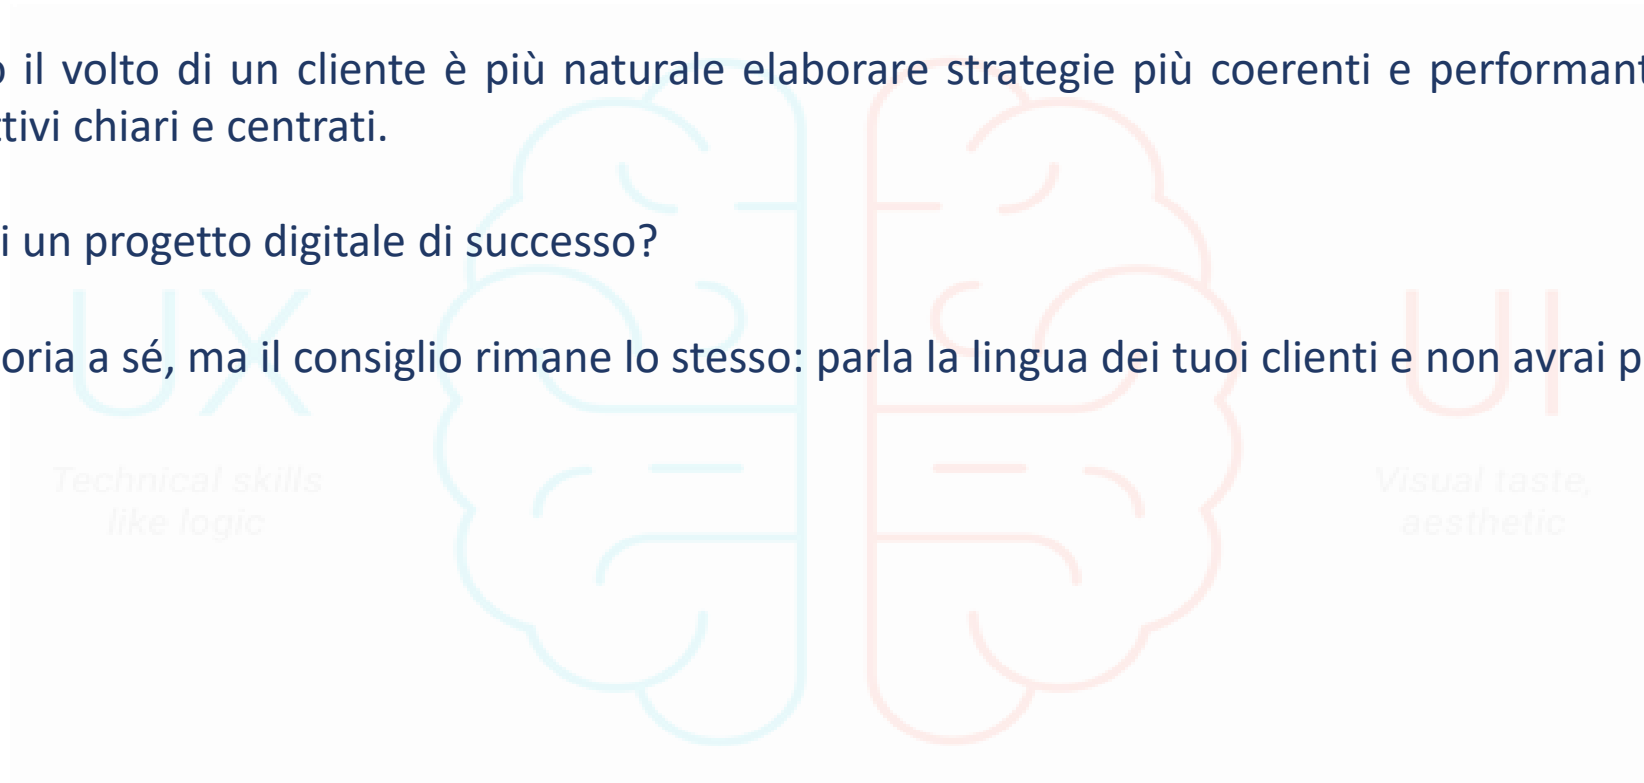 il volto di un cliente è più naturale elaborare strategie più coerenti e performant
tivi chiari e centrati.
i un progetto digitale di successo?
oria a sé, ma il consiglio rimane lo stesso: parla la lingua dei tuoi clienti e non avrai p
UX
UI
Technical skills
like logic
Visual taste,
aesthetic